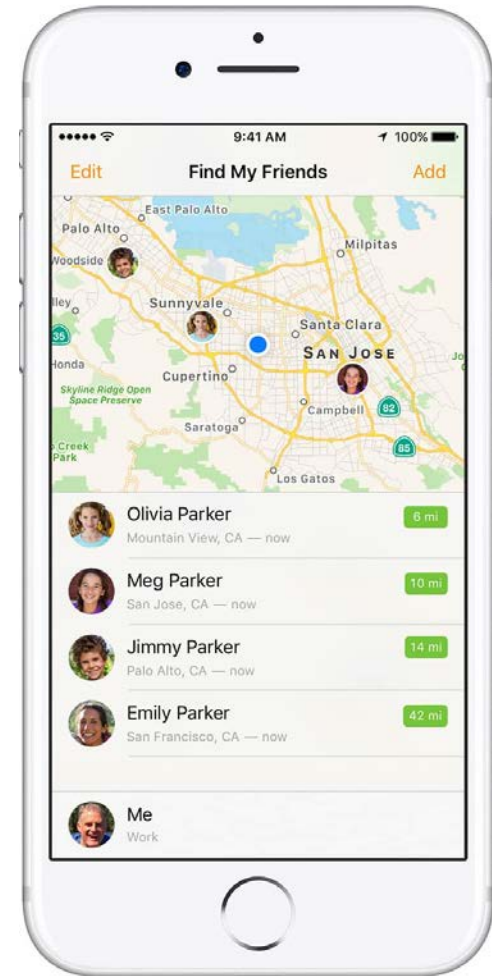 9:41 AM
100%
Edit
Find My Friends
Add
East Palo Alto
Palo Alto
Milpitas
Woodside
lley
Sunnyvale
Santa Clara
35
SAN JOSE
Jo
Honda
Cupertino
Skyline Ridge Open
Space Preserve
Campbell
82
Saratoga
Creek
Park
85
Los Gatos
Olivia Parker
6 mi
Mountain View, CA — now
Meg Parker
10 mi
San Jose, CA — now
Jimmy Parker
14 mi
Palo Alto, CA — now
Emily Parker
42 mi
San Francisco, CA — now
Me
Work